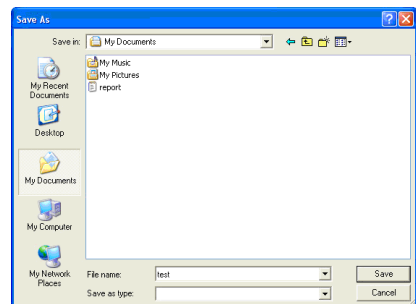 Save As
Save in:
My Documents
My Recent
Documents
Desktop
My Documents
My Computer
My Network
Places
My Music
My Pictures
report
File name:
test
Save
Save as type:
Cancel